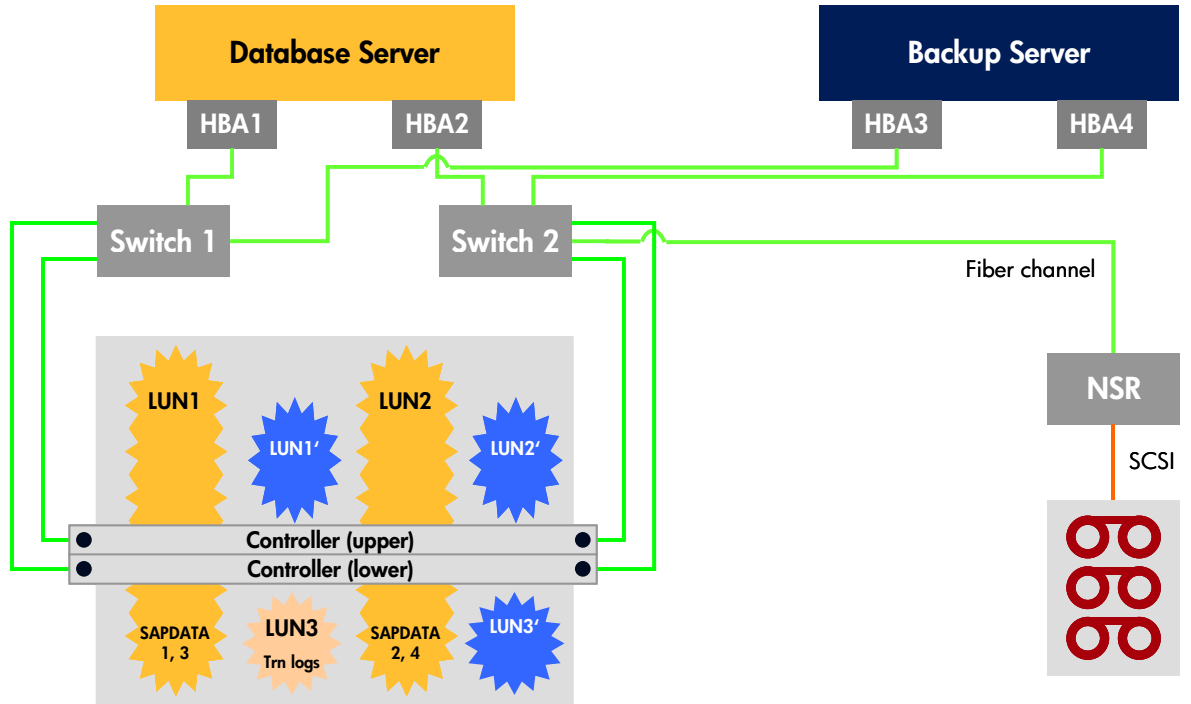 Database Server
Backup Server
HBA1
HBA2
HBA3
HBA4
Switch 1
Switch 2
Fiber channel
NSR
SCSI
LUN1
LUN2
LUN1‘
LUN2‘
Controller (upper)
Controller (lower)
SAPDATA
1, 3
LUN3
Trn logs
SAPDATA
2, 4
LUN3‘